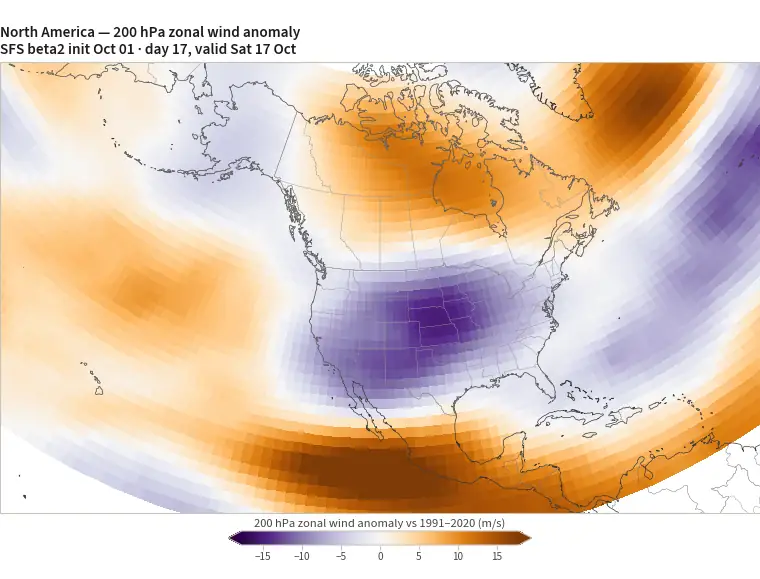 North America — 200 hPa zonal wind anomaly
SFS beta2 init Oct 01 · day 17, valid Sat 17 Oct
200 hPa zonal wind anomaly vs 1991–2020 (m/s)
−15 −10 −5 0 5 10 15